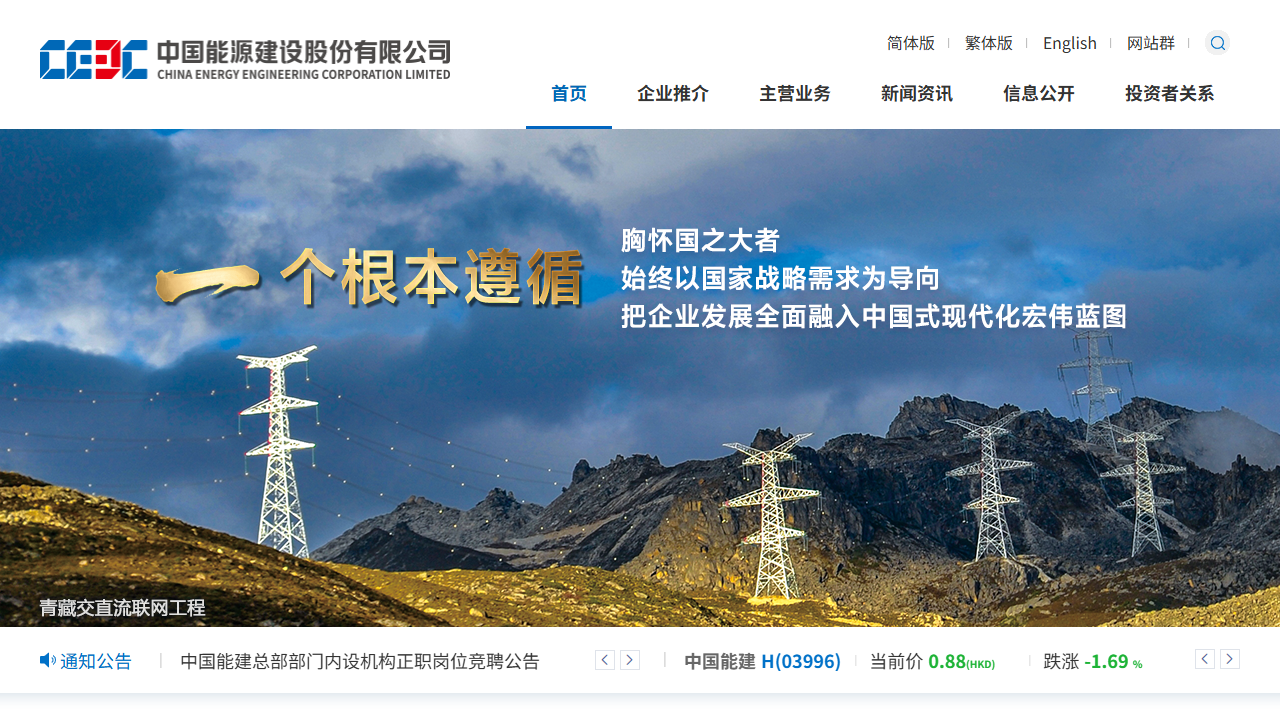 CEEC 中国能源建设股份有限公司
CHINA ENERGY ENGINEERING CORPORATION LIMITED
简体版 繁体版 English 网站群
首页 企业推介 主营业务 新闻资讯 信息公开 投资者关系
一个根本遵循
胸怀国之大者
始终以国家战略需求为导向
把企业发展全面融入中国式现代化宏伟蓝图
青藏交直流联网工程
通知公告 中国能建总部部门内设机构正职岗位竞聘公告 中国能建 H(03996) 当前价 0.88(HKD) 跌涨 -1.69 %